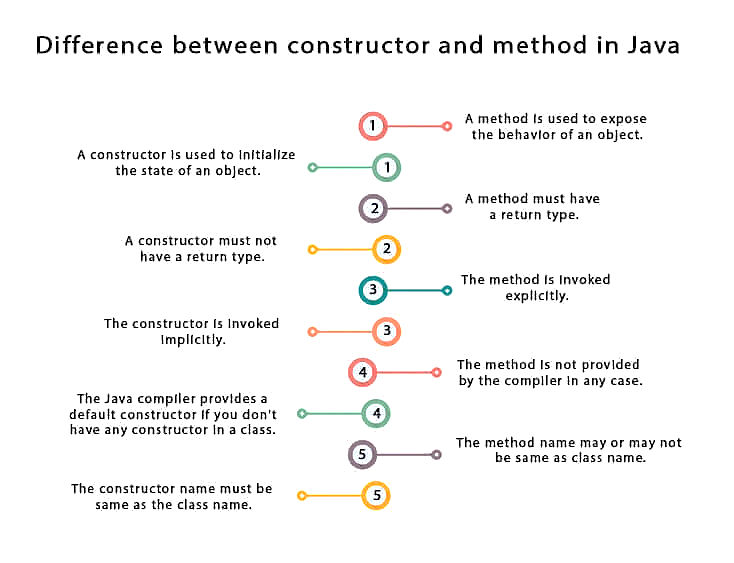 Difference between constructor and method in Java
1
A method is used to expose
the behavior of an object.
A constructor is used to initialize
the state of an object.
1
2
A method must have
a return type.
A constructor must not
have a return type.
2
3
The method is invoked
explicitly.
The constructor is invoked
implicitly.
3
4
The method is not provided
by the compiler in any case.
The Java compiler provides a
default constructor if you don't
have any constructor in a class.
4
5
The method name may or may not
be same as class name.
The constructor name must be
same as the class name.
5